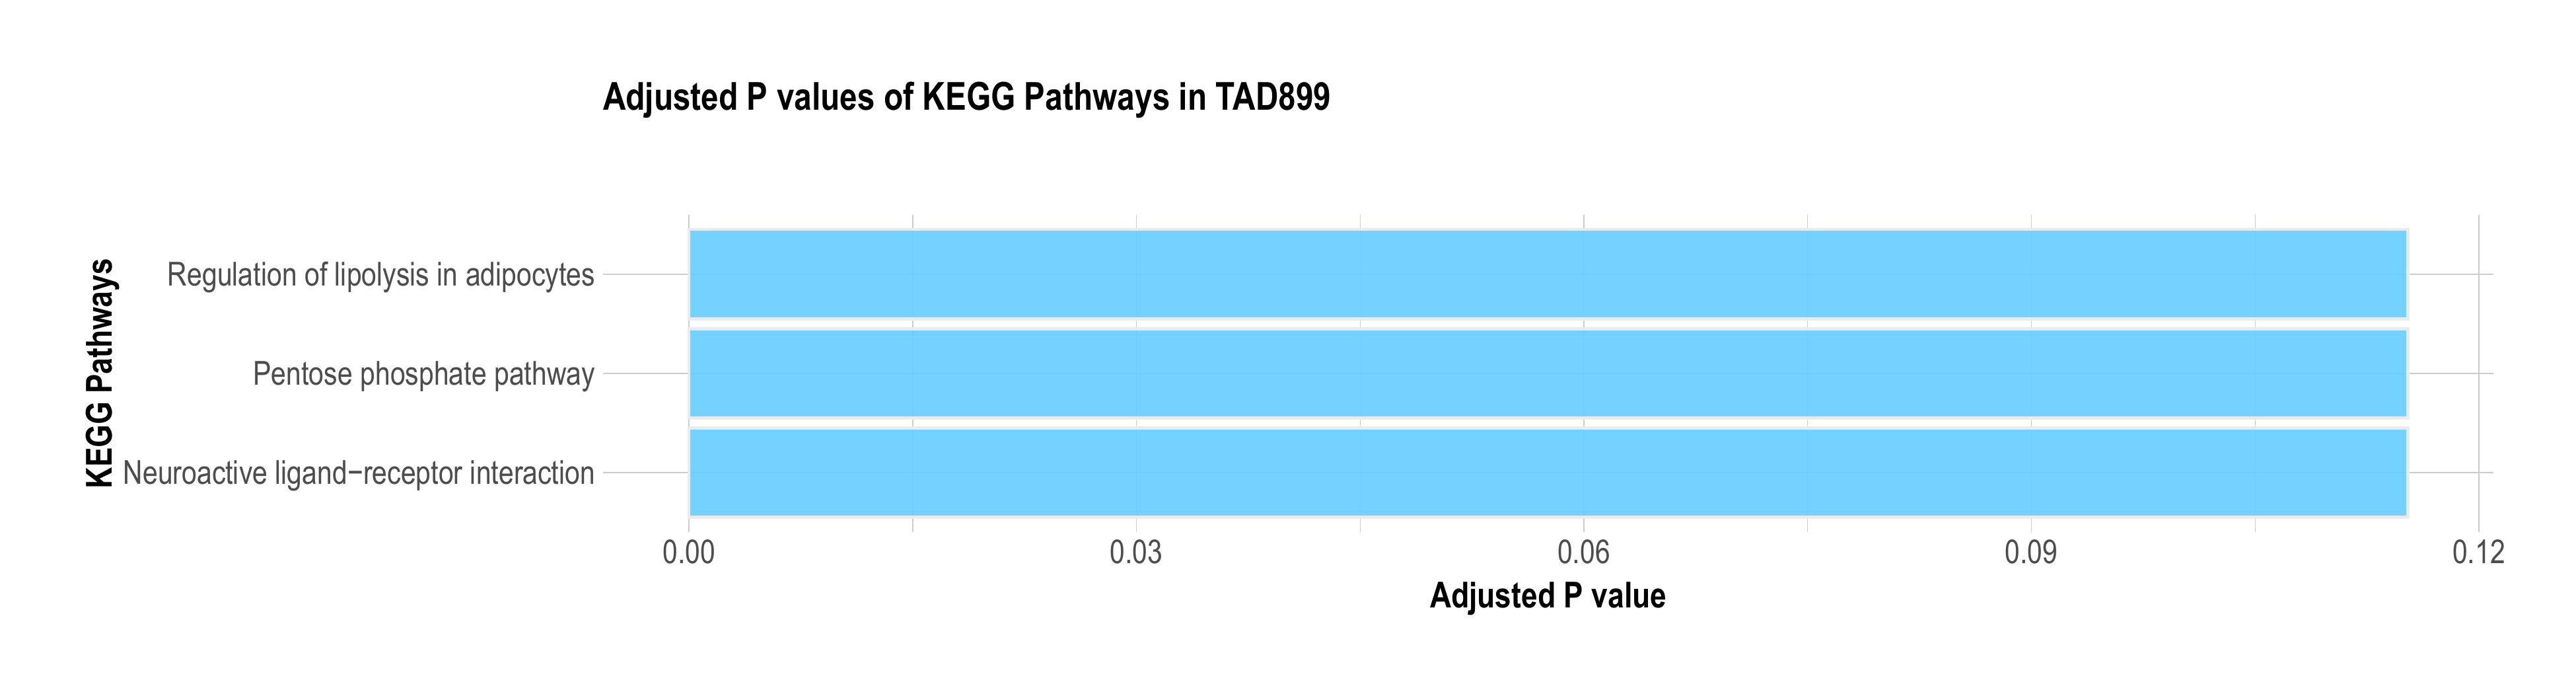 Adjusted P values of KEGG Pathways in TAD899
KEGG Pathways
Regulation of lipolysis in adipocytes
Pentose phosphate pathway
Neuroactive ligand−receptor interaction
0.00 0.03 0.06 0.09 0.12
Adjusted P value